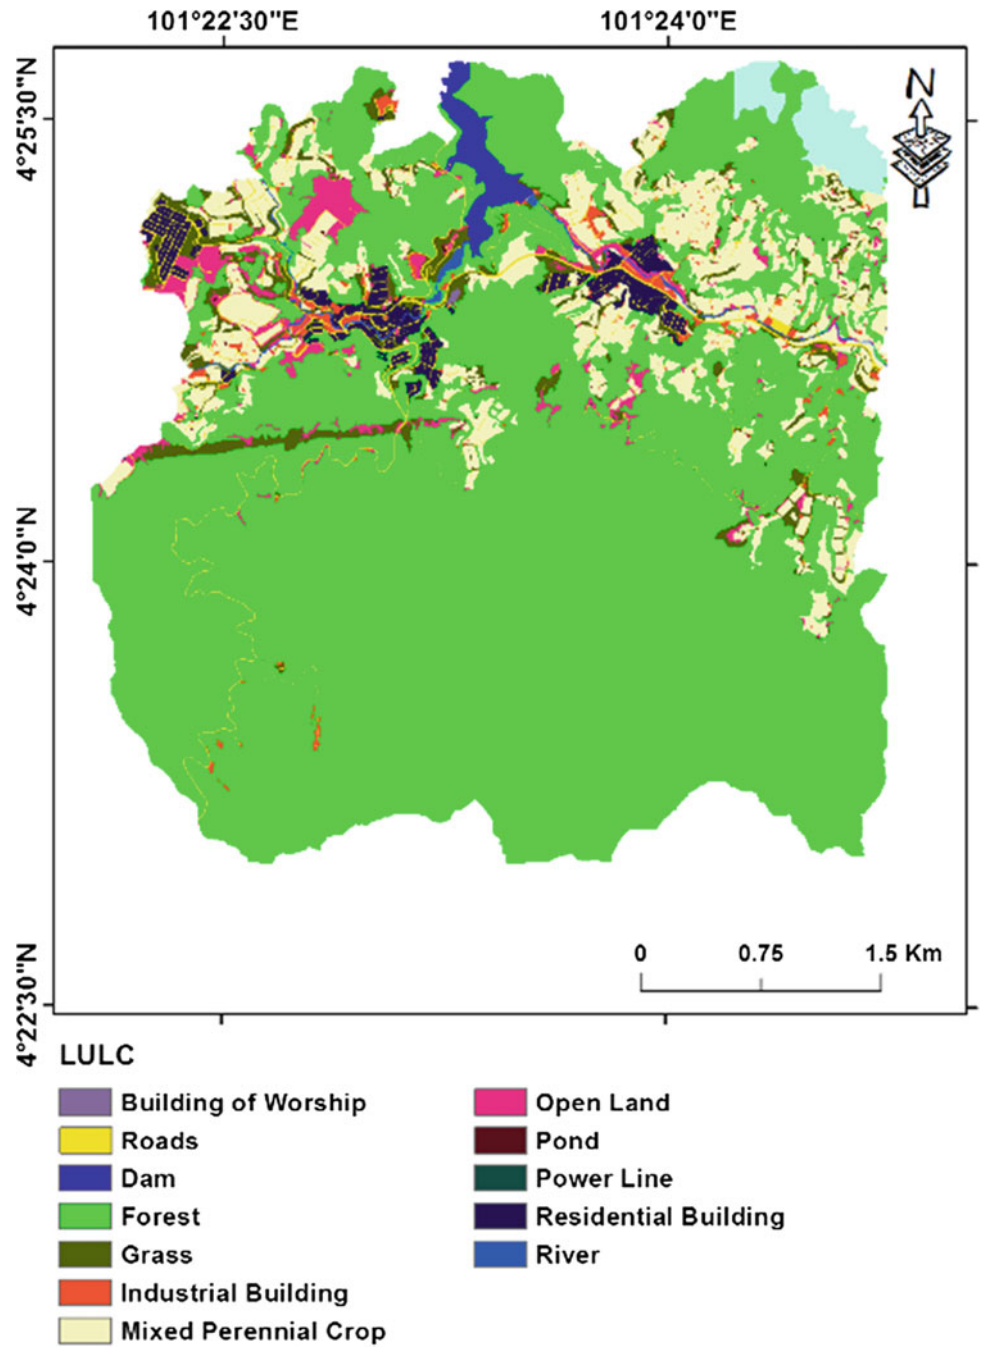 101°22'30"E 101°24'0"E
N
4°25'30"N
4°24'0"N
4°22'30"N
0 0.75 1.5 Km
LULC
Building of Worship
Roads
Dam
Forest
Grass
Industrial Building
Mixed Perennial Crop
Open Land
Pond
Power Line
Residential Building
River